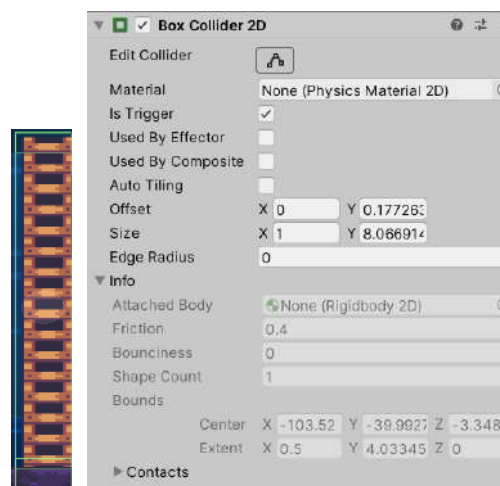 Box Collider 2D
Edit Collider
Material None (Physics Material 2D)
Is Trigger
Used By Effector
Used By Composite
Auto Tiling
Offset X 0 Y 0.177263
Size X 1 Y 8.066914
Edge Radius 0
Info
Attached Body None (Rigidbody 2D)
Friction 0.4
Bounciness 0
Shape Count 1
Bounds
Center X -103.52 Y -39.9927 Z -3.348
Extent X 0.5 Y 4.03345 Z 0
Contacts